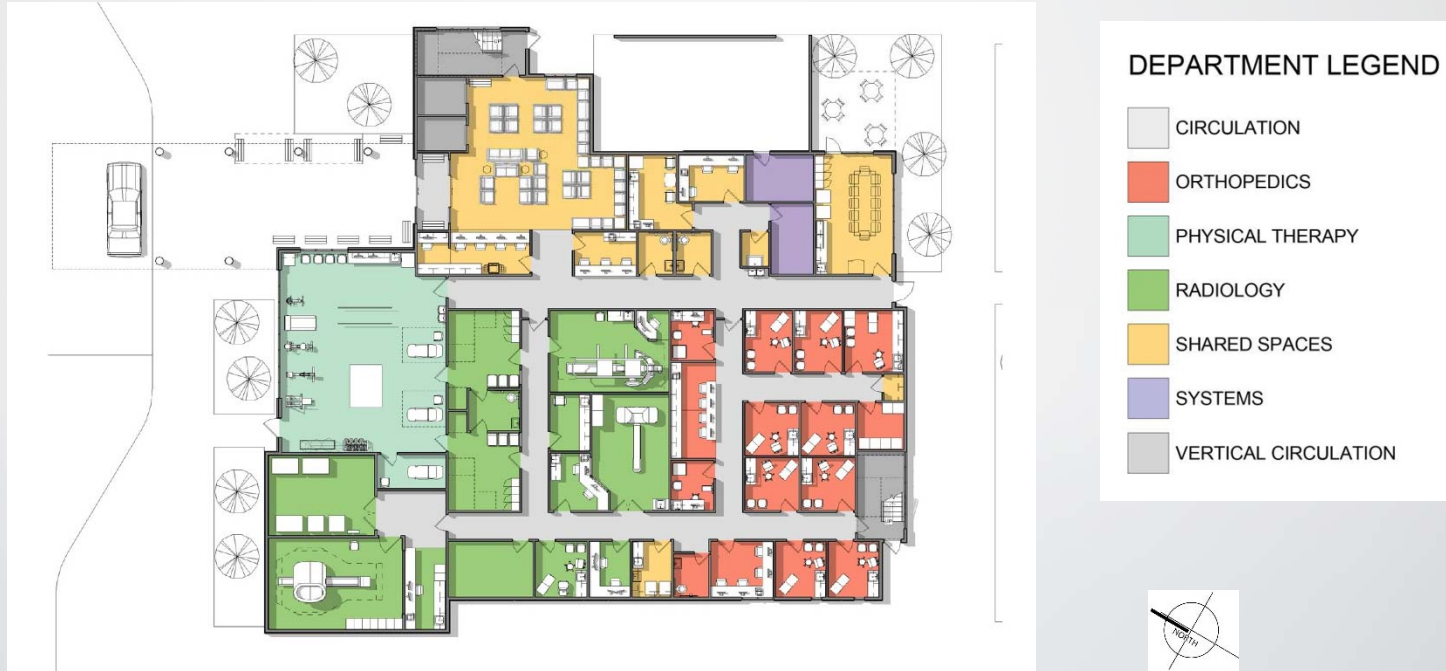 DEPARTMENT LEGEND
CIRCULATION
ORTHOPEDICS
PHYSICAL THERAPY
RADIOLOGY
SHARED SPACES
SYSTEMS
VERTICAL CIRCULATION
NORTH